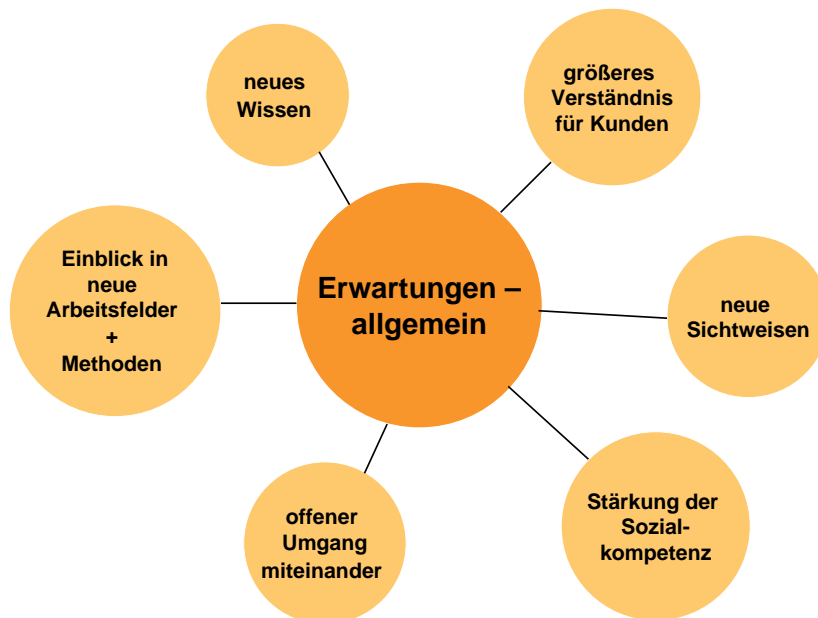 neues
Wissen
größeres
Verständnis
für Kunden
Einblick in
neue
Arbeitsfelder
+
Methoden
Erwartungen –
allgemein
neue
Sichtweisen
offener
Umgang
miteinander
Stärkung der
Sozial-
kompetenz